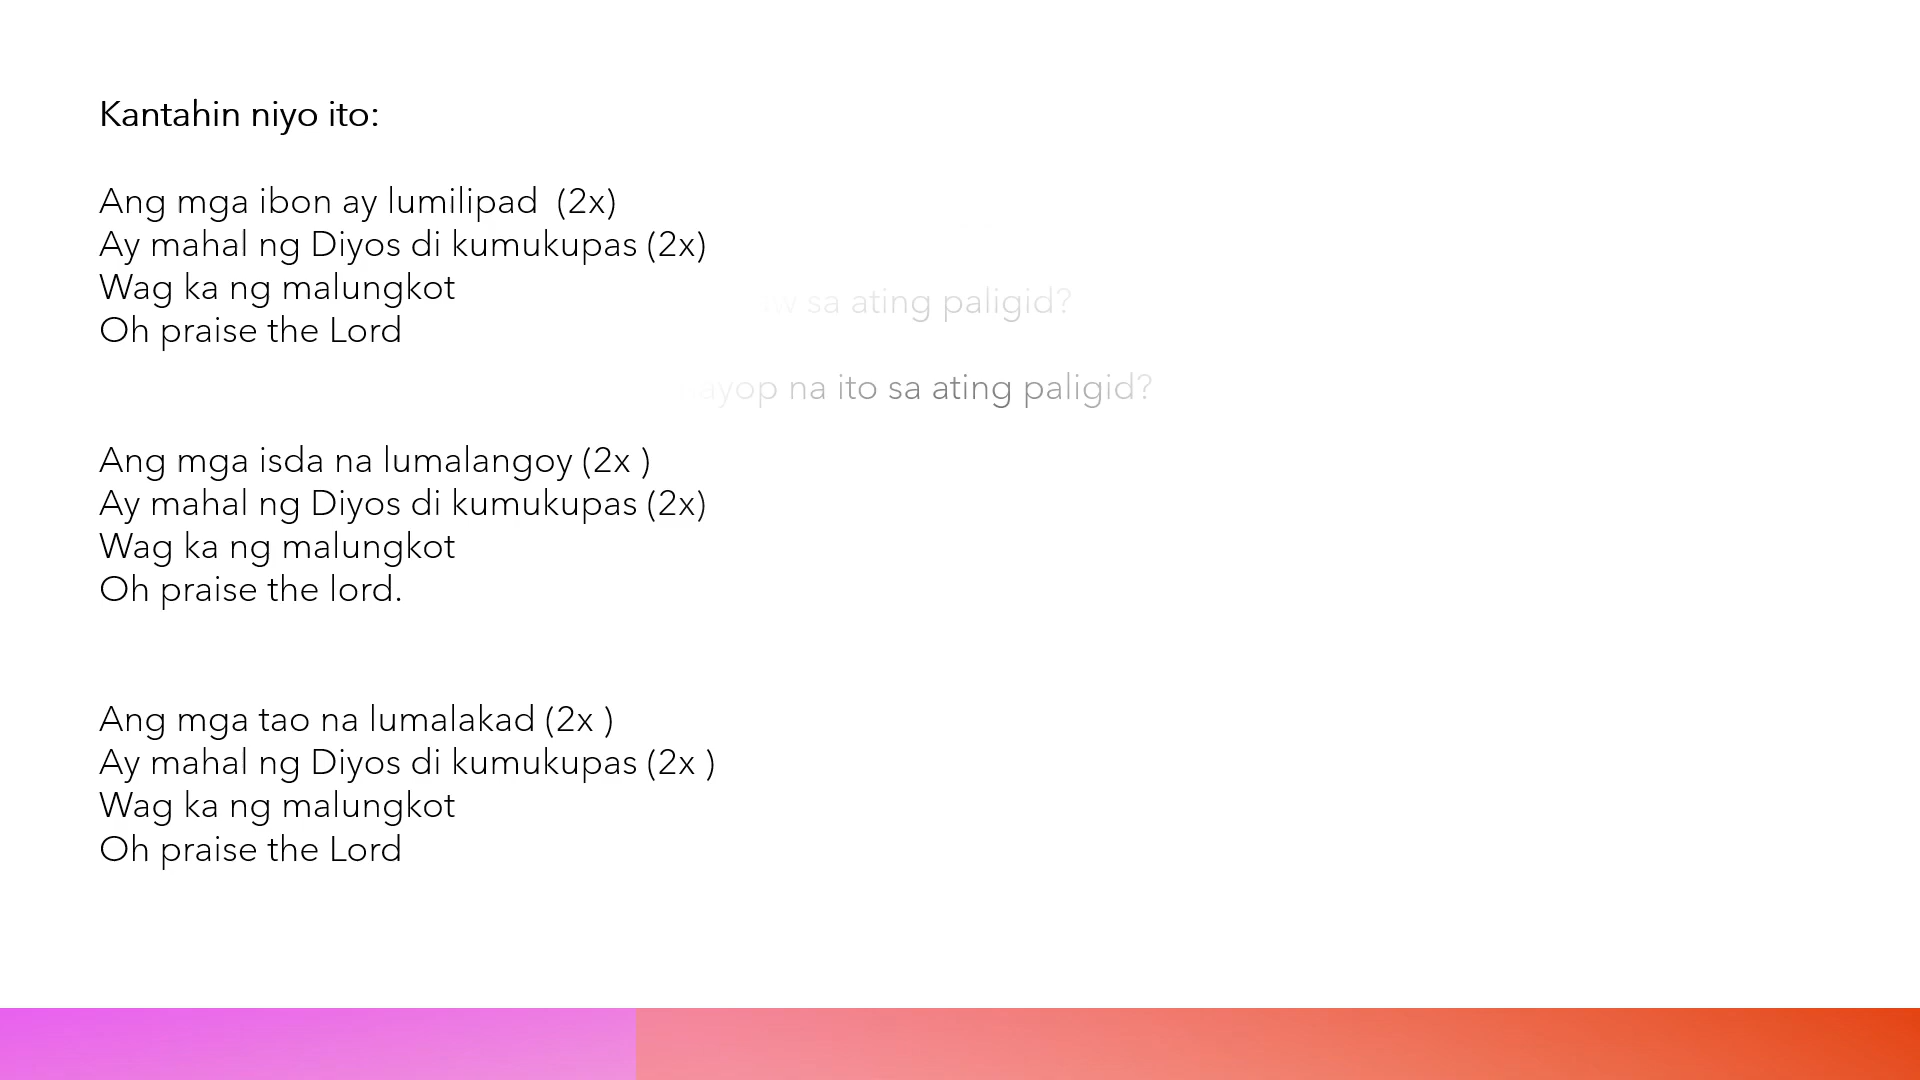 Kantahin niyo ito:
Ang mga ibon ay lumilipad (2x)
Ay mahal ng Diyos di kumukupas (2x)
Wag ka ng malungkot
Oh praise the Lord
sa ating paligid?
na ito sa ating paligid?
Ang mga isda na lumalangoy (2x )
Ay mahal ng Diyos di kumukupas (2x)
Wag ka ng malungkot
Oh praise the lord.
Ang mga tao na lumalakad (2x )
Ay mahal ng Diyos di kumukupas (2x )
Wag ka ng malungkot
Oh praise the Lord